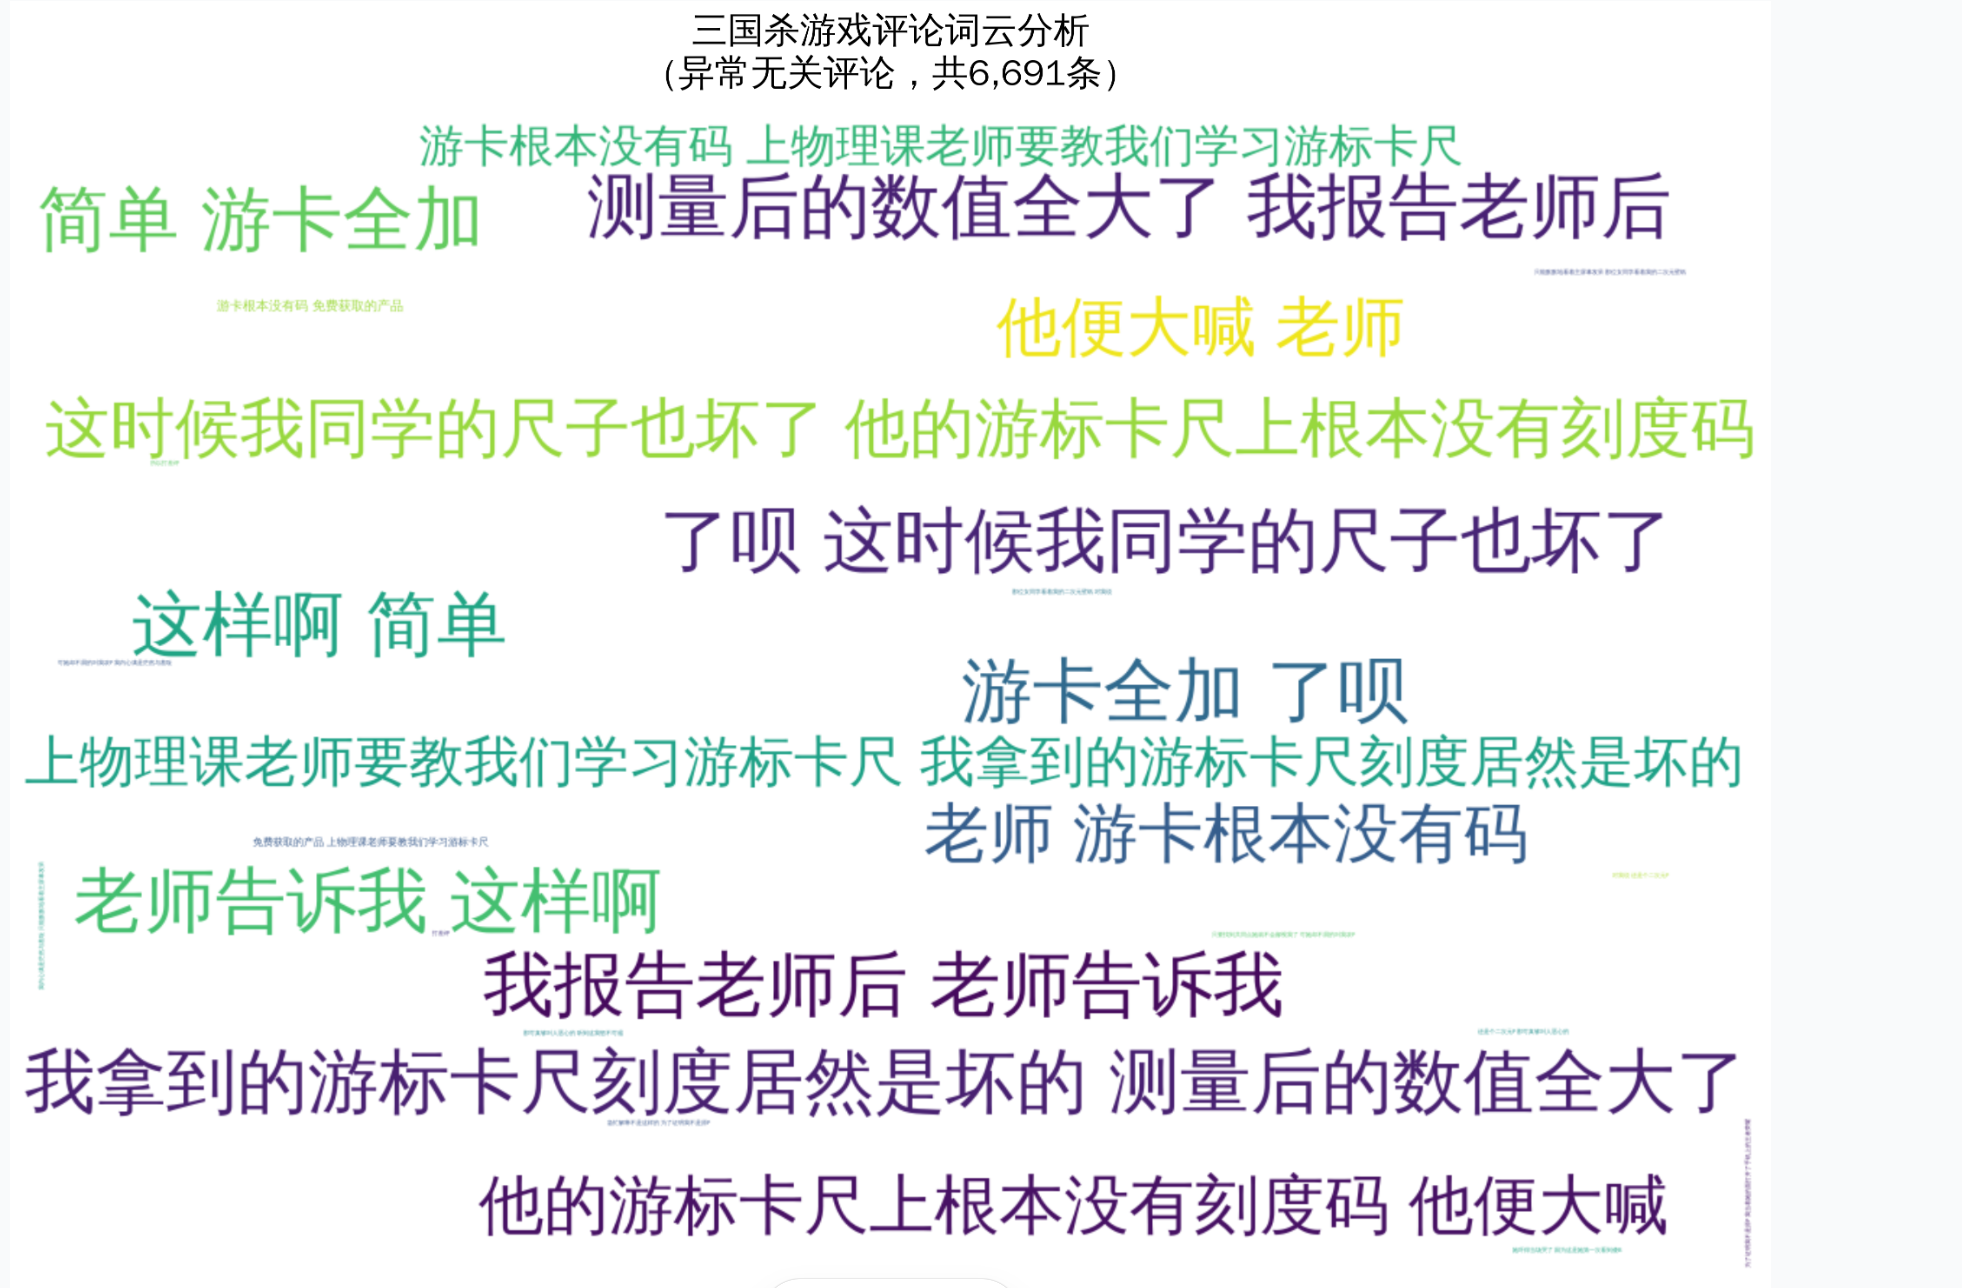 三国杀游戏评论词云分析
（异常无关评论，共6,691条）
游卡根本没有码 上物理课老师要教我们学习游标卡尺
简单 游卡全加
测量后的数值全大了 我报告老师后
游卡根本没有码 免费获取的产品
他便大喊 老师
这时候我同学的尺子也坏了 他的游标卡尺上根本没有刻度码
了呗 这时候我同学的尺子也坏了
这样啊 简单
游卡全加 了呗
上物理课老师要教我们学习游标卡尺 我拿到的游标卡尺刻度居然是坏的
老师 游卡根本没有码
免费获取的产品 上物理课老师要教我们学习游标卡尺
老师告诉我 这样啊
我报告老师后 老师告诉我
我拿到的游标卡尺刻度居然是坏的 测量后的数值全大了
他的游标卡尺上根本没有刻度码 他便大喊